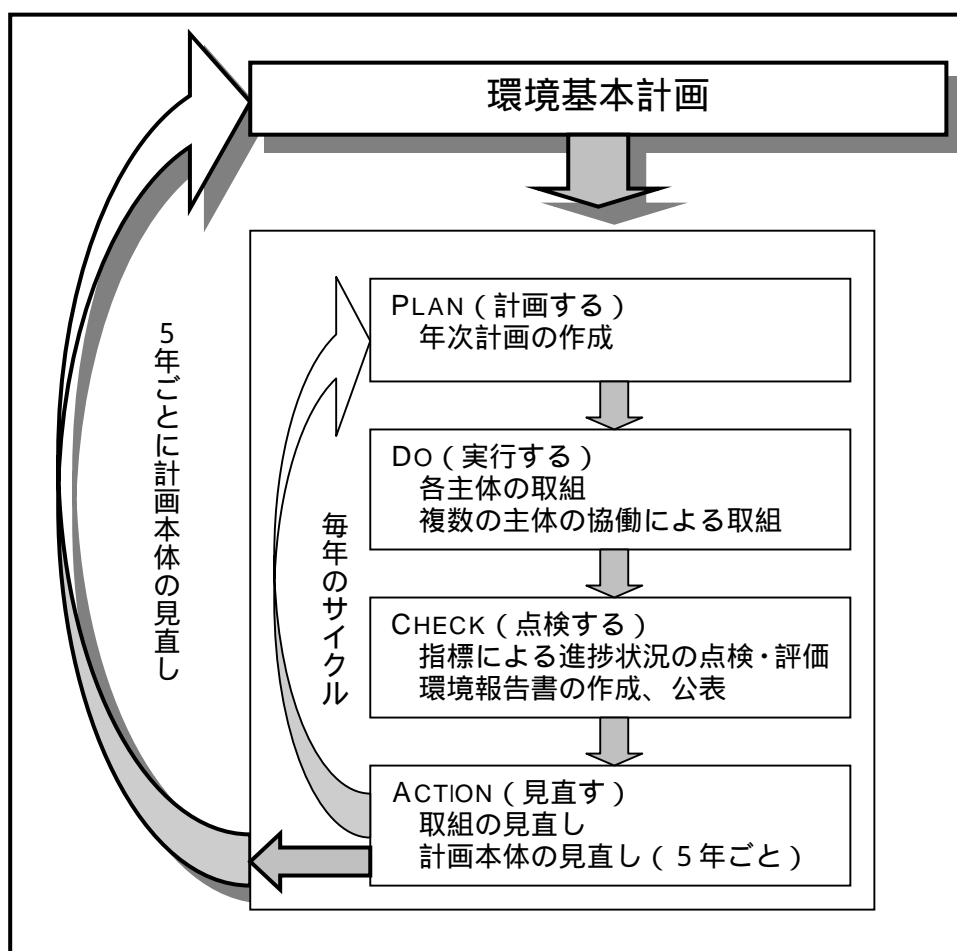 環境基本計画
PLAN（計画する）
年次計画の作成
DO（実行する）
各主体の取組
複数の主体の協働による取組
CHECK（点検する）
指標による進捗状況の点検・評価
環境報告書の作成、公表
ACTION（見直す）
取組の見直し
計画本体の見直し（５年ごと）
毎年のサイクル
5年ごとに計画本体の見直し